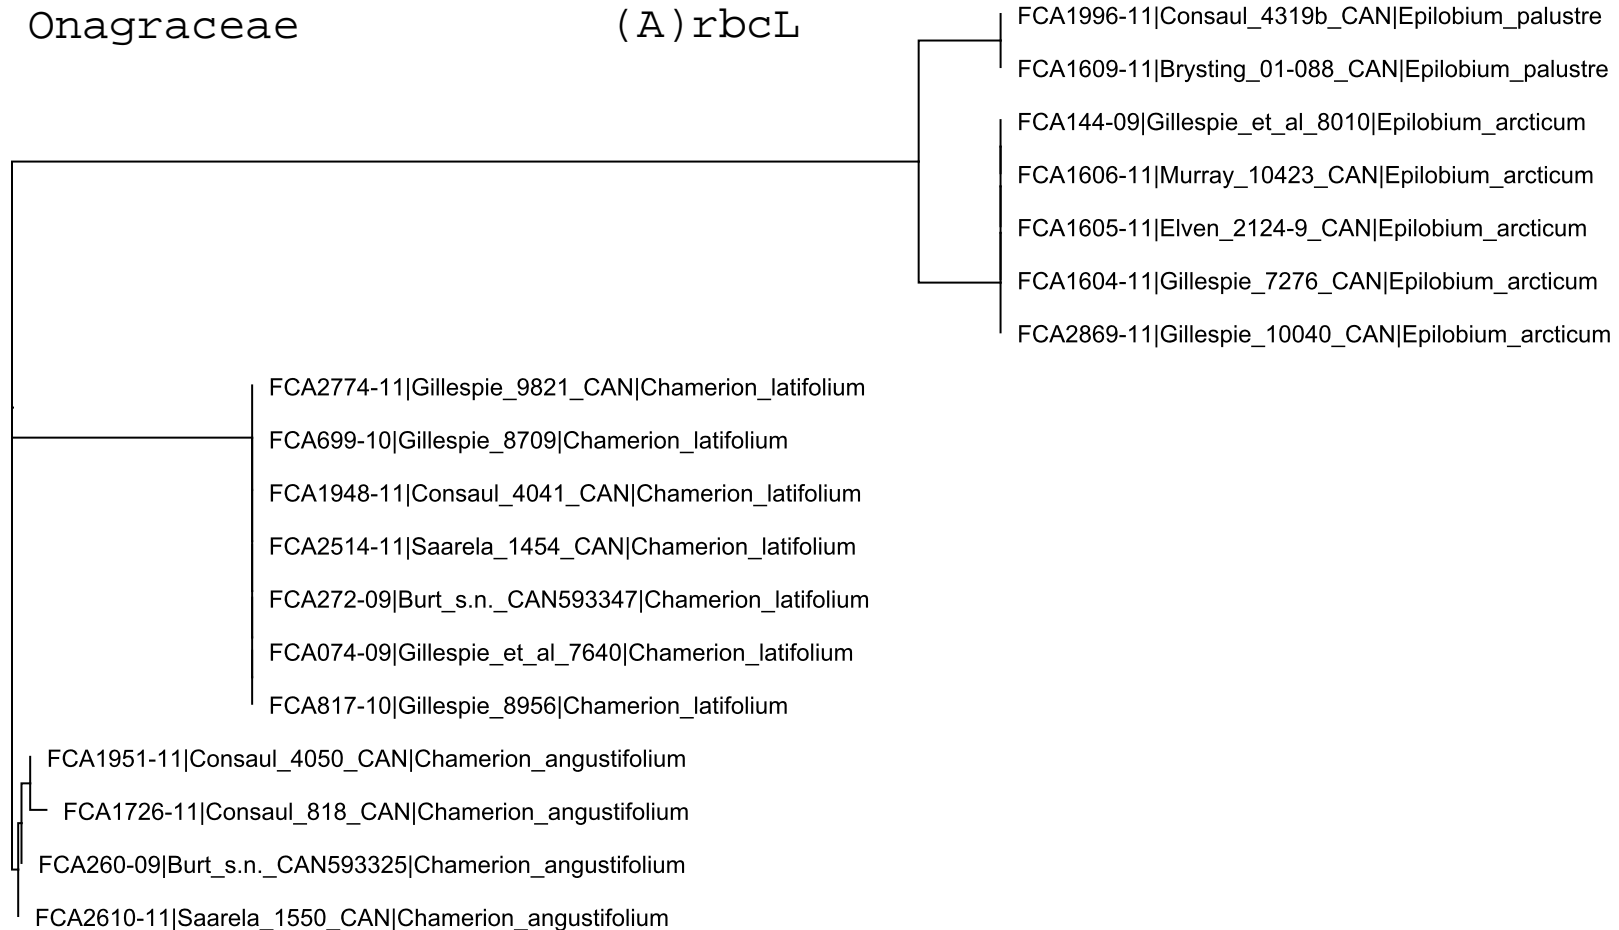 Onagraceae (A)rbcL
FCA1996-11|Consaul_4319b_CAN|Epilobium_palustre
FCA1609-11|Brysting_01-088_CAN|Epilobium_palustre
FCA144-09|Gillespie_et_al_8010|Epilobium_arcticum
FCA1606-11|Murray_10423_CAN|Epilobium_arcticum
FCA1605-11|Elven_2124-9_CAN|Epilobium_arcticum
FCA1604-11|Gillespie_7276_CAN|Epilobium_arcticum
FCA2869-11|Gillespie_10040_CAN|Epilobium_arcticum
FCA2774-11|Gillespie_9821_CAN|Chamerion_latifolium
FCA699-10|Gillespie_8709|Chamerion_latifolium
FCA1948-11|Consaul_4041_CAN|Chamerion_latifolium
FCA2514-11|Saarela_1454_CAN|Chamerion_latifolium
FCA272-09|Burt_s.n._CAN593347|Chamerion_latifolium
FCA074-09|Gillespie_et_al_7640|Chamerion_latifolium
FCA817-10|Gillespie_8956|Chamerion_latifolium
FCA1951-11|Consaul_4050_CAN|Chamerion_angustifolium
FCA1726-11|Consaul_818_CAN|Chamerion_angustifolium
FCA260-09|Burt_s.n._CAN593325|Chamerion_angustifolium
FCA2610-11|Saarela_1550_CAN|Chamerion_angustifolium